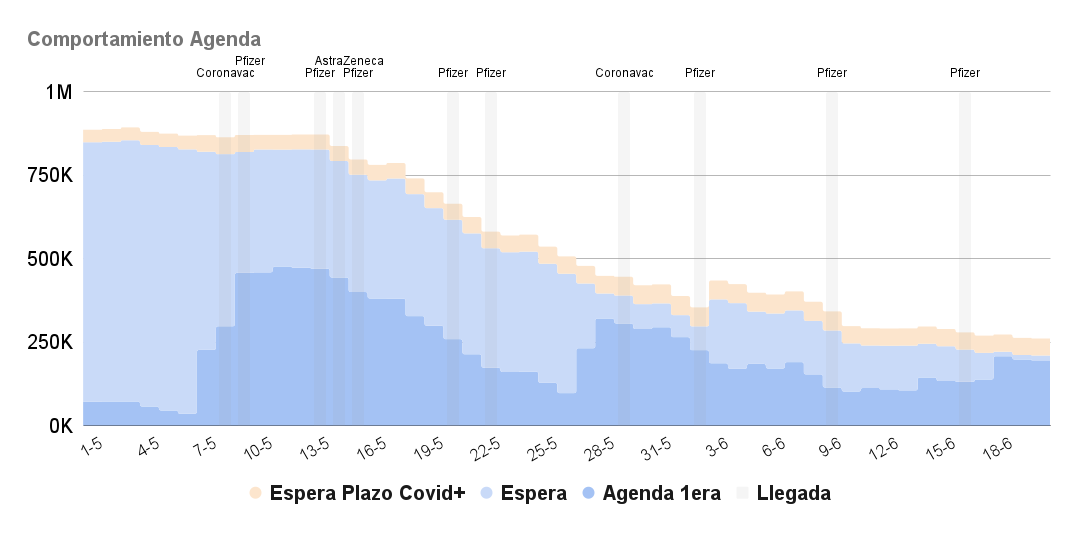 Comportamiento Agenda
Pfizer AstraZeneca
Coronavac Pfizer Pfizer Pfizer Pfizer Coronavac Pfizer Pfizer Pfizer
1M
750K
500K
250K
0K
1-5 4-5 7-5 10-5 13-5 16-5 19-5 22-5 25-5 28-5 31-5 3-6 6-6 9-6 12-6 15-6 18-6
Espera Plazo Covid+ Espera Agenda 1era Llegada